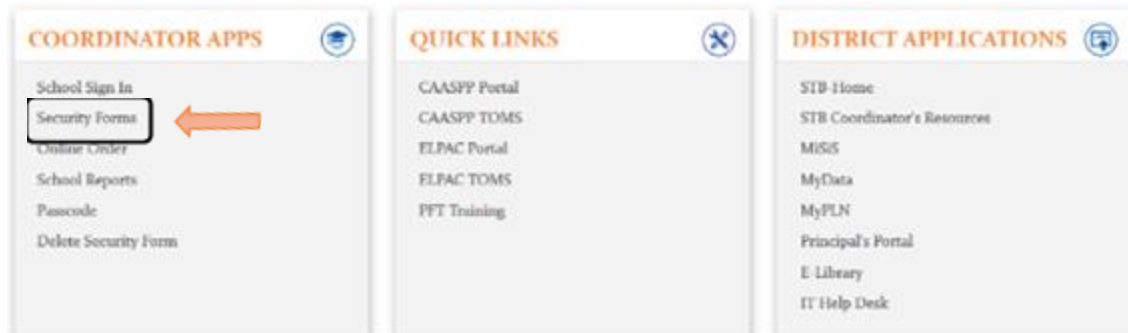 COORDINATOR APPS
School Sign In
Security Forms
Online Order
School Reports
Passcode
Delete Security Form
QUICK LINKS
CAASPP Portal
CAASPP TOMS
ELPAC Portal
ELPAC TOMS
PFT Training
DISTRICT APPLICATIONS
STB-Home
STB Coordinator's Resources
MiSiS
MyData
MyPLN
Principal's Portal
E-Library
IT Help Desk